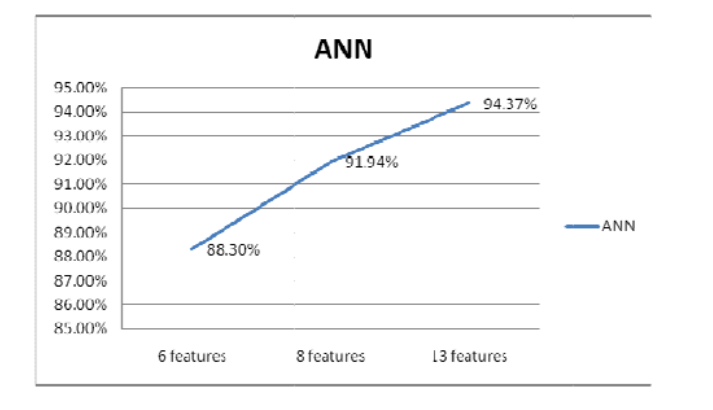 ANN
95.00%
94.00%
93.00%
92.00%
91.00%
90.00%
89.00%
88.00%
87.00%
86.00%
85.00%
94.37%
91.94%
88.30%
ANN
6 features
8 features
13 features